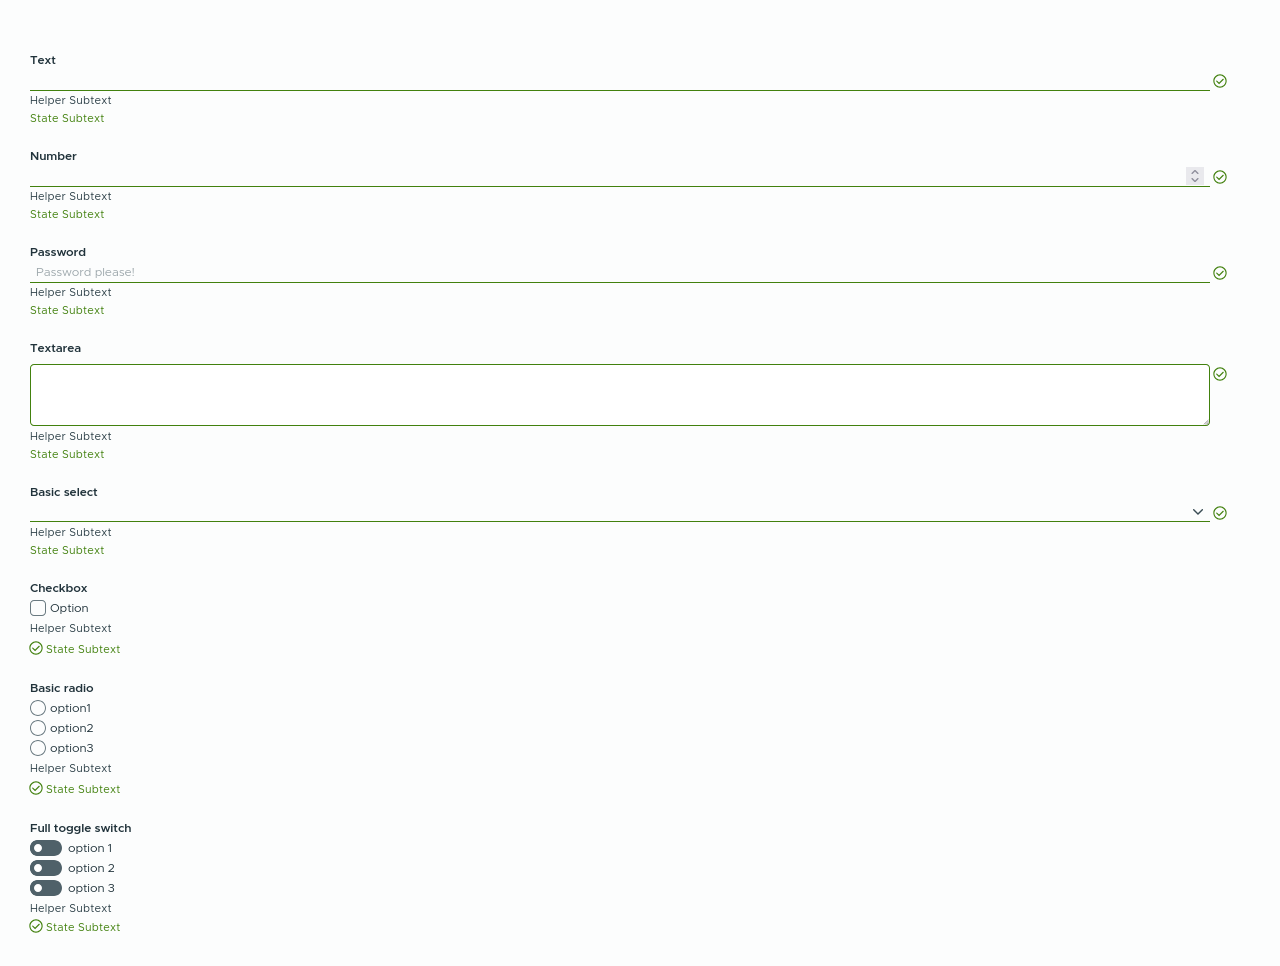 Text
Helper Subtext
State Subtext
Number
Helper Subtext
State Subtext
Password
Password please!
Helper Subtext
State Subtext
Textarea
Helper Subtext
State Subtext
Basic select
Helper Subtext
State Subtext
Checkbox
Option
Helper Subtext
State Subtext
Basic radio
option1
option2
option3
Helper Subtext
State Subtext
Full toggle switch
option 1
option 2
option 3
Helper Subtext
State Subtext